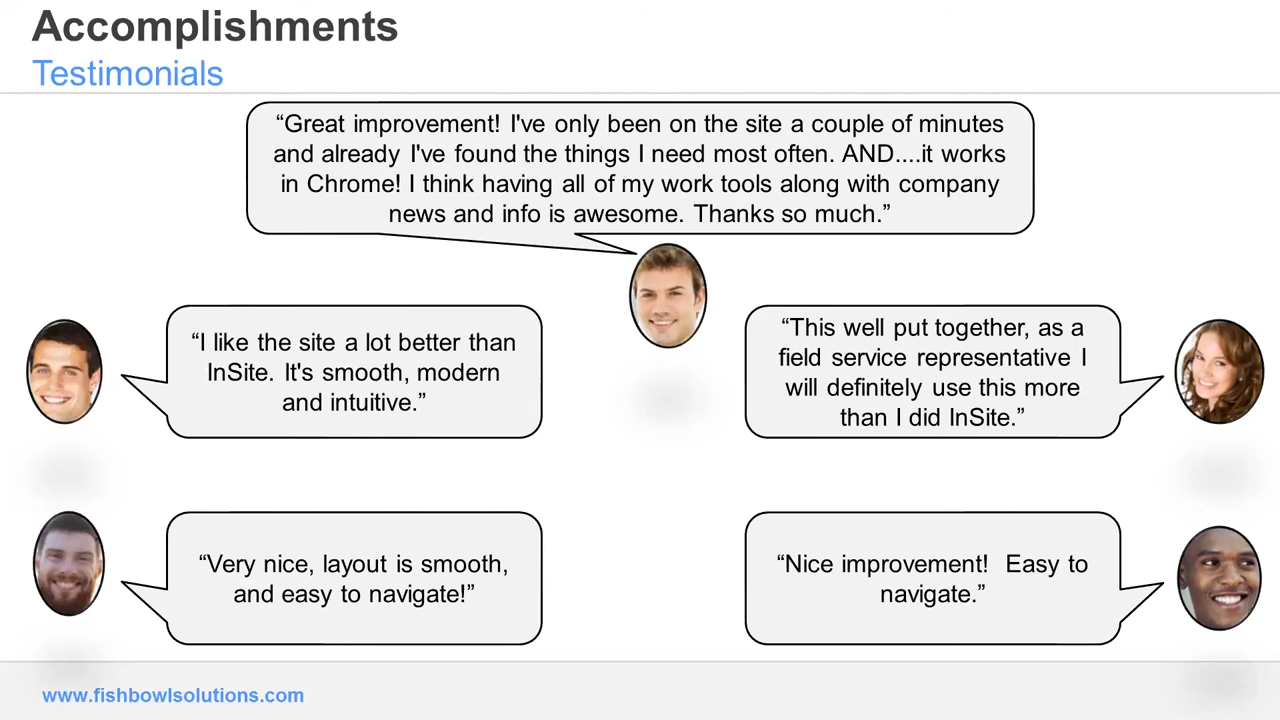 Accomplishments
Testimonials
“Great improvement! I've only been on the site a couple of minutes
and already I've found the things I need most often. AND....it works
in Chrome! I think having all of my work tools along with company
news and info is awesome. Thanks so much.”
“I like the site a lot better than
InSite. It's smooth, modern
and intuitive.”
“This well put together, as a
field service representative I
will definitely use this more
than I did InSite.”
“Very nice, layout is smooth,
and easy to navigate!”
“Nice improvement!  Easy to
navigate.”
www.fishbowlsolutions.com